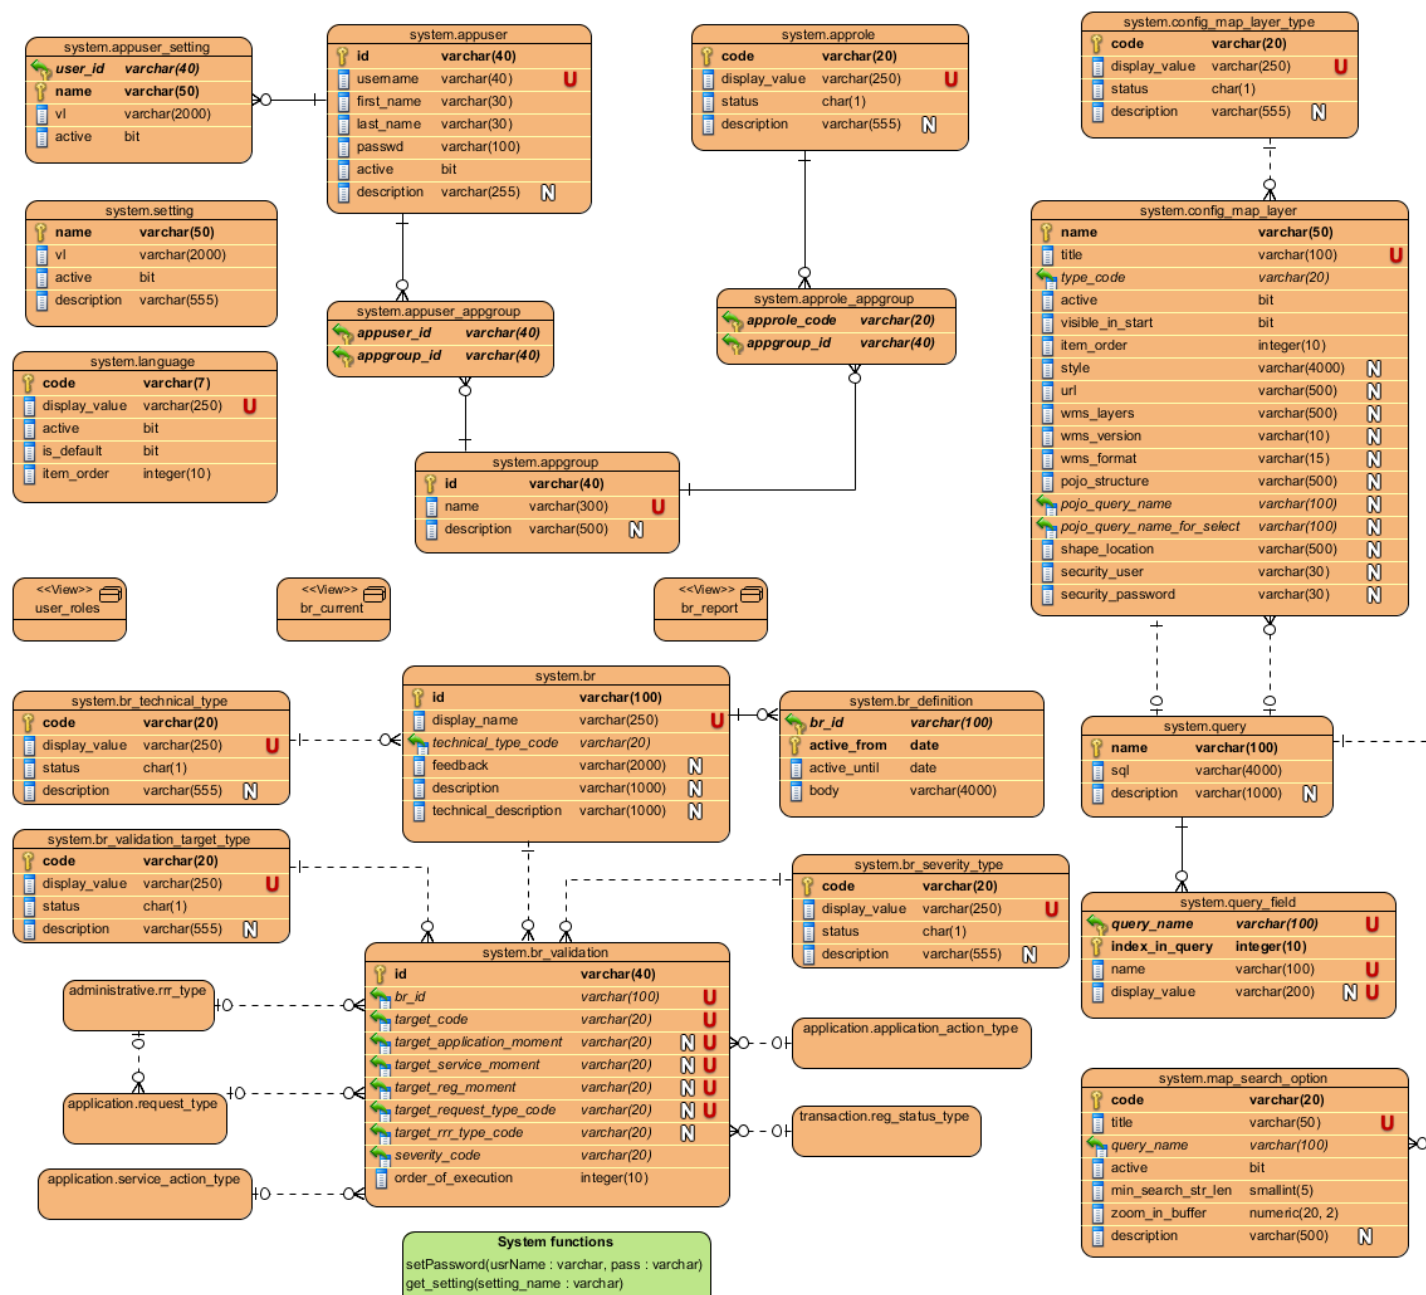 system.appuser_setting
user_id varchar(40)
name varchar(50)
vl varchar(2000)
active bit
system.appuser
id varchar(40)
username varchar(40) U
first_name varchar(30)
last_name varchar(30)
passwd varchar(100)
active bit
description varchar(255) N
system.approle
code varchar(20)
display_value varchar(250) U
status char(1)
description varchar(555) N
system.config_map_layer_type
code varchar(20)
display_value varchar(250) U
status char(1)
description varchar(555) N
system.setting
name varchar(50)
vl varchar(2000)
active bit
description varchar(555)
system.config_map_layer
name varchar(50)
title varchar(100) U
type_code varchar(20)
active bit
visible_in_start bit
item_order integer(10)
style varchar(4000) N
url varchar(500) N
wms_layers varchar(500) N
wms_version varchar(10) N
wms_format varchar(15) N
pojo_structure varchar(500) N
pojo_query_name varchar(100) N
pojo_query_name_for_select varchar(100) N
shape_location varchar(500) N
security_user varchar(30) N
security_password varchar(30) N
system.appuser_appgroup
appuser_id varchar(40)
appgroup_id varchar(40)
system.approle_appgroup
approle_code varchar(20)
appgroup_id varchar(40)
system.language
code varchar(7)
display_value varchar(250) U
active bit
is_default bit
item_order integer(10)
system.appgroup
id varchar(40)
name varchar(300) U
description varchar(500) N
<<View>>
user_roles
<<View>>
br_current
<<View>>
br_report
system.br_technical_type
code varchar(20)
display_value varchar(250) U
status char(1)
description varchar(555) N
system.br
id varchar(100)
display_name varchar(250) U
technical_type_code varchar(20)
feedback varchar(2000) N
description varchar(1000) N
technical_description varchar(1000) N
system.br_definition
br_id varchar(100)
active_from date
active_until date
body varchar(4000)
system.query
name varchar(100)
sql varchar(4000)
description varchar(1000) N
system.br_validation_target_type
code varchar(20)
display_value varchar(250) U
status char(1)
description varchar(555) N
system.br_severity_type
code varchar(20)
display_value varchar(250) U
status char(1)
description varchar(555) N
system.query_field
query_name varchar(100) U
index_in_query integer(10)
name varchar(100) U
display_value varchar(200) N U
system.br_validation
id varchar(40)
br_id varchar(100) U
target_code varchar(20) U
target_application_moment varchar(20) N U
target_service_moment varchar(20) N U
target_reg_moment varchar(20) N U
target_request_type_code varchar(20) N U
target_rrr_type_code varchar(20) N
severity_code varchar(20)
order_of_execution integer(10)
administrative.rrr_type
application.request_type
application.service_action_type
application.application_action_type
transaction.reg_status_type
system.map_search_option
code varchar(20)
title varchar(50) U
query_name varchar(100)
active bit
min_search_str_len smallint(5)
zoom_in_buffer numeric(20, 2)
description varchar(500) N
System functions
setPassword(usrName : varchar, pass : varchar)
get_setting(setting_name : varchar)